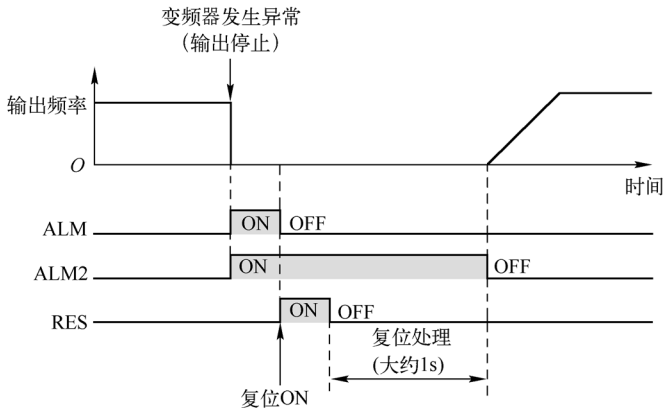 变频器发生异常
（输出停止）
输出频率
O
时间
ALM
ON
OFF
ALM2
ON
OFF
RES
ON
OFF
复位处理
(大约1s)
复位ON